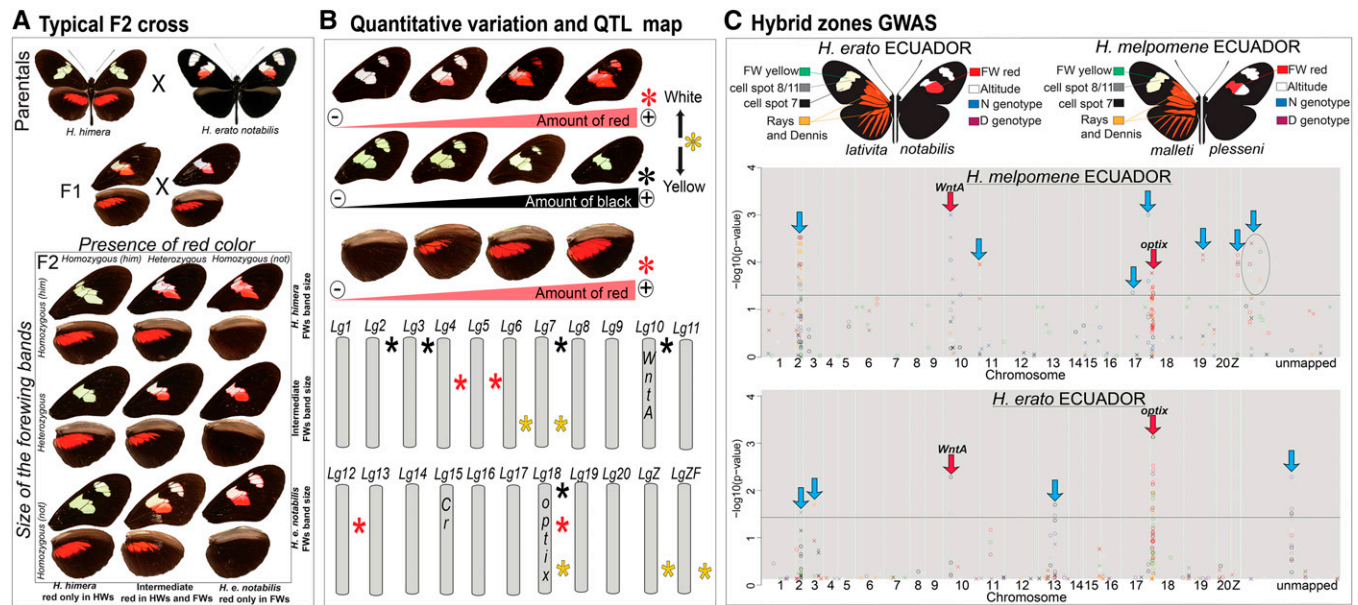 A Typical F2 cross
Parentals
X
H. himera
H. erato notabilis
F1
X
Presence of red color
F2
Homozygous (him)
Heterozygous
Homozygous (not)
Size of the forewing bands
Homozygous (him)
Heterozygous
Homozygous (not)
H. himera
FWs band size
Intermediate
FWs band size
H. e. notabilis
FWs band size
H. himera
red only in HWs
Intermediate
red in HWs and FWs
H. e. notabilis
red only in FWs
B Quantitative variation and QTL map
- Amount of red +
* White
*
Yellow
- Amount of black +
*
- Amount of red +
*
Lg1 Lg2 Lg3 Lg4 Lg5 Lg6 Lg7 Lg8 Lg9 Lg10 Lg11
* * * *
WntA
* *
* *
Lg12 Lg13 Lg14 Lg15 Lg16 Lg17 Lg18 Lg19 Lg20 LgZ LgZF
Cr
optix
*
* *
* * *
C Hybrid zones GWAS
H. erato ECUADOR
FW yellow
cell spot 8/11
cell spot 7
Rays
and Dennis
FW red
Altitude
N genotype
D genotype
lativita notabilis
H. melpomene ECUADOR
FW yellow
cell spot 8/11
cell spot 7
Rays
and Dennis
FW red
Altitude
N genotype
D genotype
malleti plesseni
H. melpomene ECUADOR
−log10(p−value)
4
3
2
1
0
WntA
optix
1 2 3 4 5 6 7 8 9 10 11 12 13 14 15 16 17 18 19 20 Z unmapped
Chromosome
H. erato ECUADOR
−log10(p−value)
4
3
2
1
0
WntA
optix
1 2 3 4 5 6 7 8 9 10 11 12 13 14 15 16 17 18 19 20 Z unmapped
Chromosome